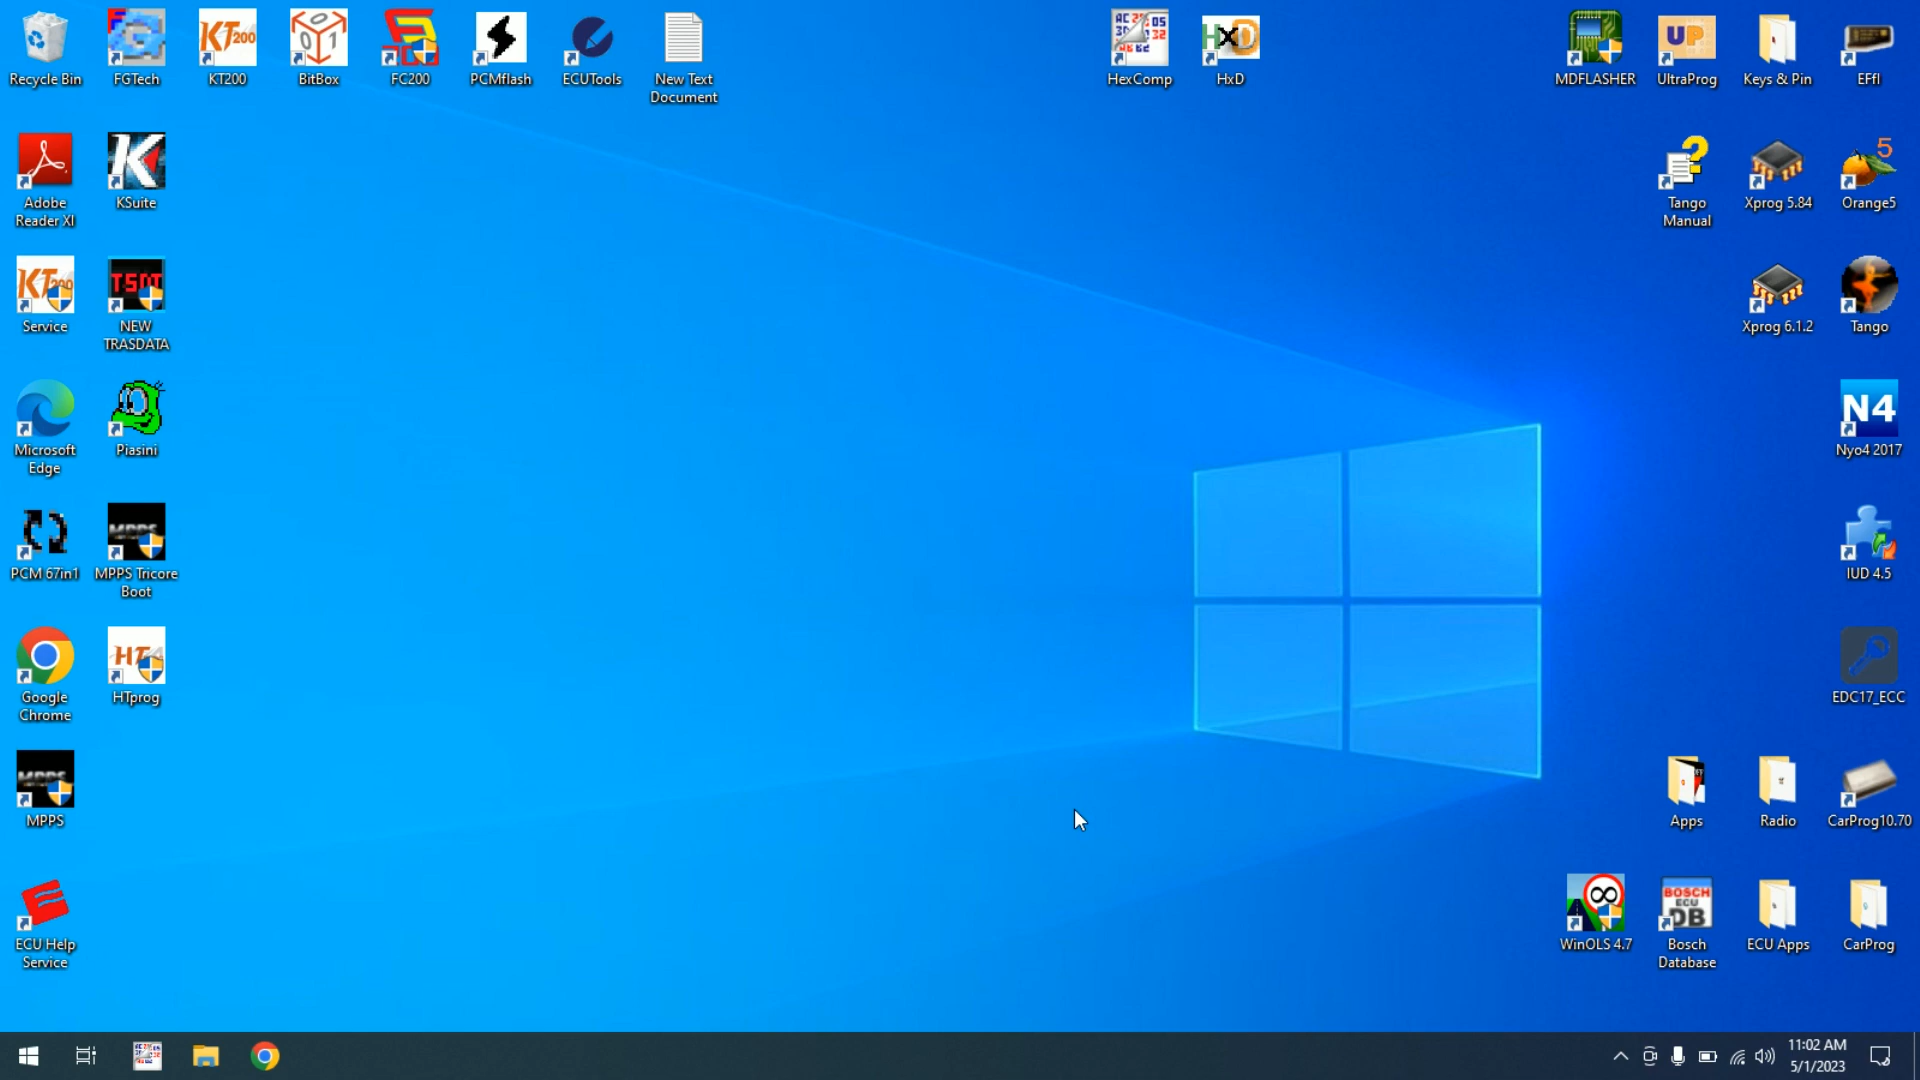 Recycle Bin
FGTech
KT200
BitBox
FC200
PCMflash
ECUTools
New Text
Document
HexComp
HxD
MDFLASHER
UltraProg
Keys & Pin
EFfI
Adobe
Reader XI
KSuite
Tango
Manual
Xprog 5.84
Orange5
Service
NEW
TRASDATA
Xprog 6.1.2
Tango
Microsoft
Edge
Piasini
Nyo4 2017
PCM 67in1
MPPS Tricore
Boot
IUD 4.5
Google
Chrome
HTprog
EDC17_ECC
MPPS
Apps
Radio
CarProg10.70
ECU Help
Service
WinOLS 4.7
Bosch
Database
ECU Apps
CarProg
11:02 AM
5/1/2023